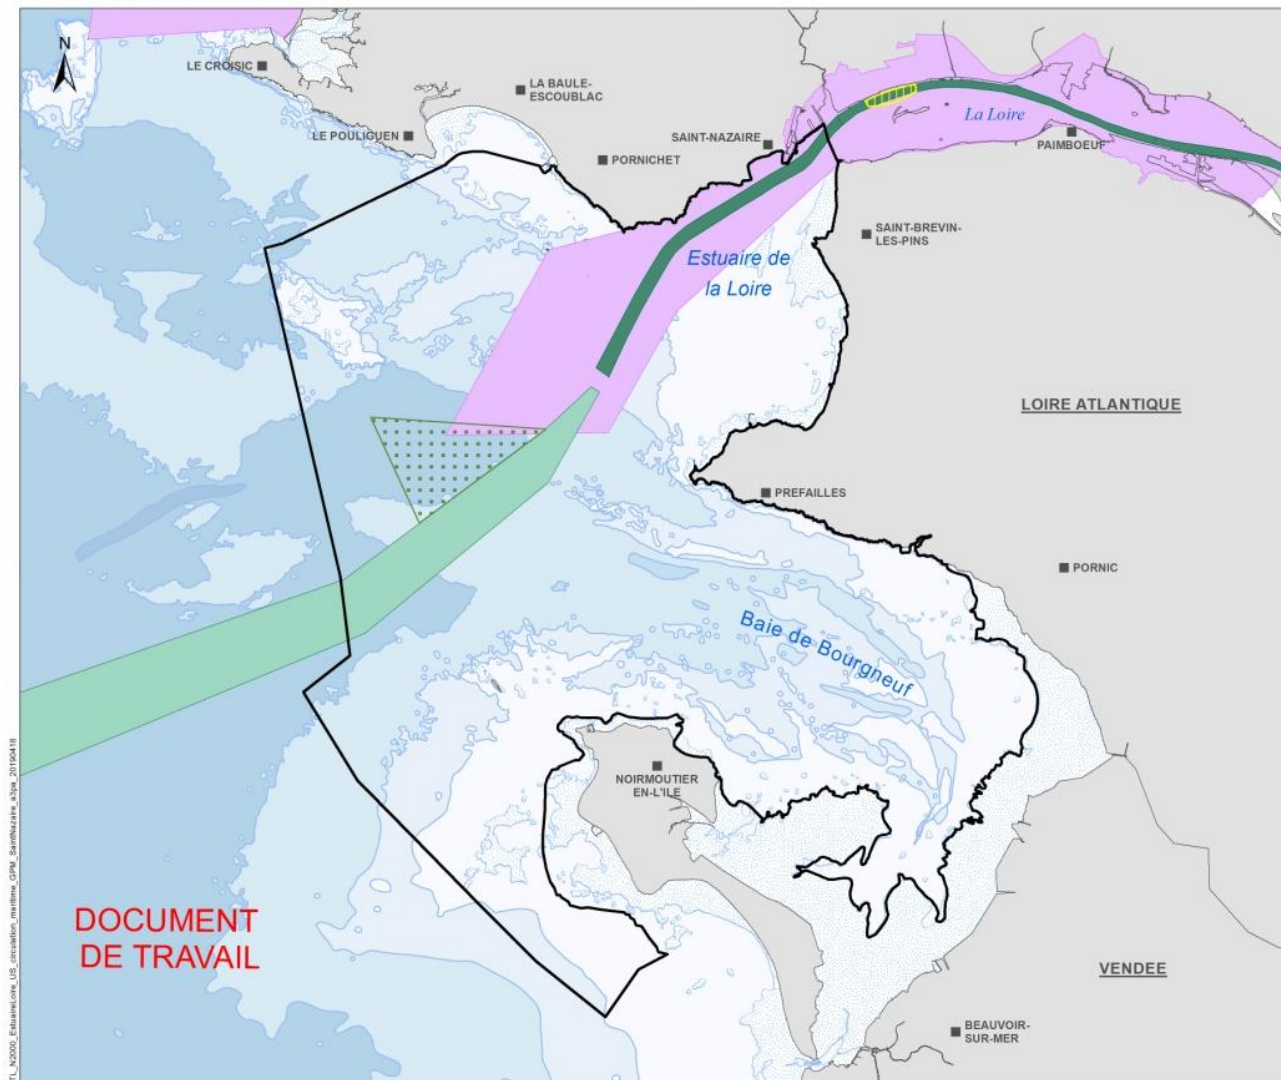 N
LE CROISIC
LA BAULE-
ESCOUBLAC
LE POULIGUEN
PORNICHET
SAINT-NAZAIRE
La Loire
PAIMBOEUF
SAINT-BREVIN-
LES-PINS
Estuaire de
la Loire
LOIRE ATLANTIQUE
PREFAILLES
PORNIC
Baie de Bourgneuf
NOIRMOUTIER
EN-L'ILE
DOCUMENT
DE TRAVAIL
VENDEE
BEAUVOIR-
SUR-MER
TL_N2000_EstuaireLoire_US_circulation_maritime_GPM_SaintNazaire_a3pa_20190418